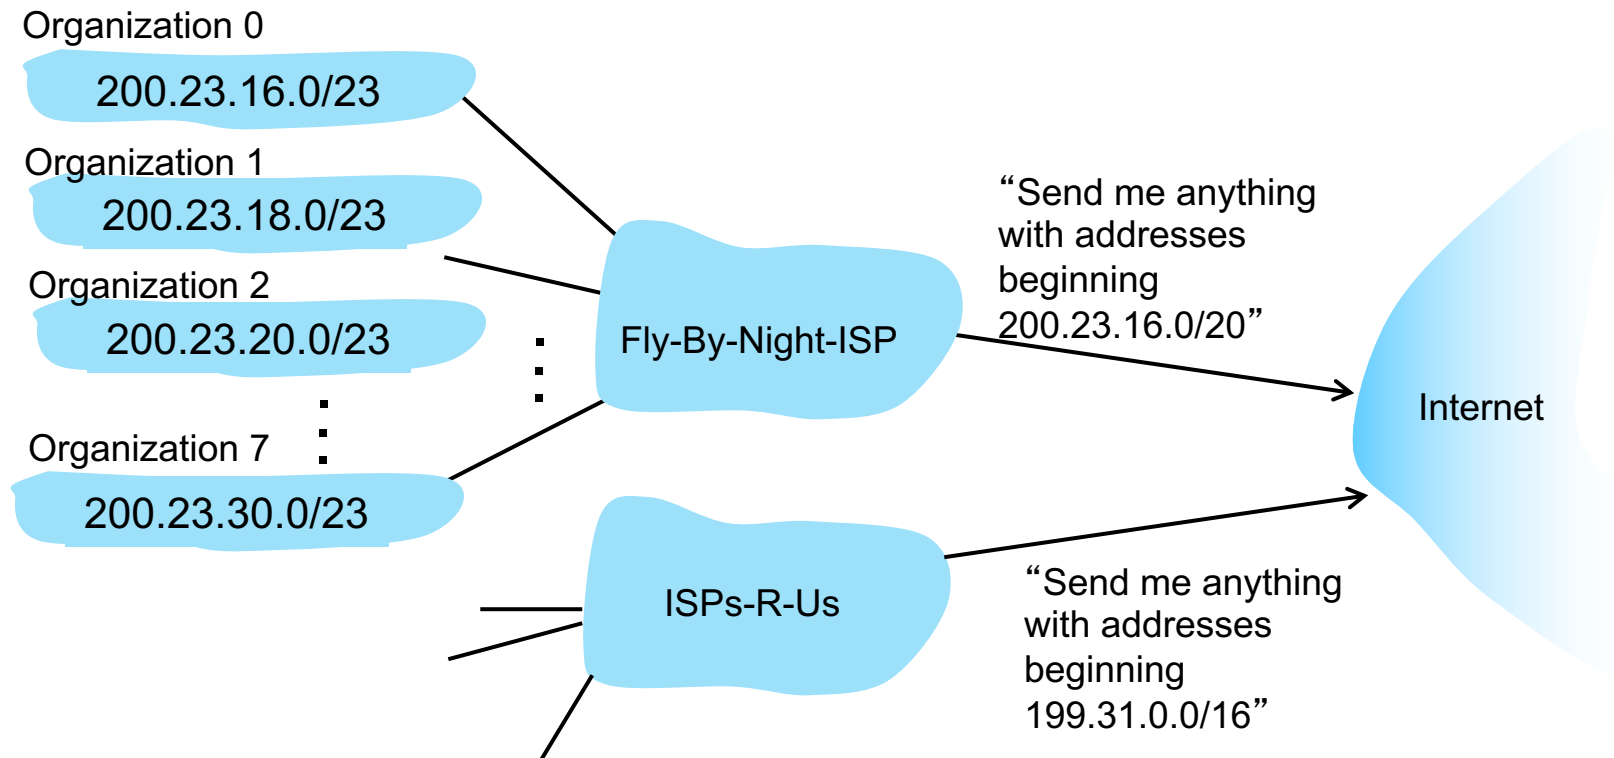 Organization 0
200.23.16.0/23
Organization 1
200.23.18.0/23
Organization 2
200.23.20.0/23
Organization 7
200.23.30.0/23
Fly-By-Night-ISP
“Send me anything
with addresses
beginning
200.23.16.0/20”
Internet
ISPs-R-Us
“Send me anything
with addresses
beginning
199.31.0.0/16”